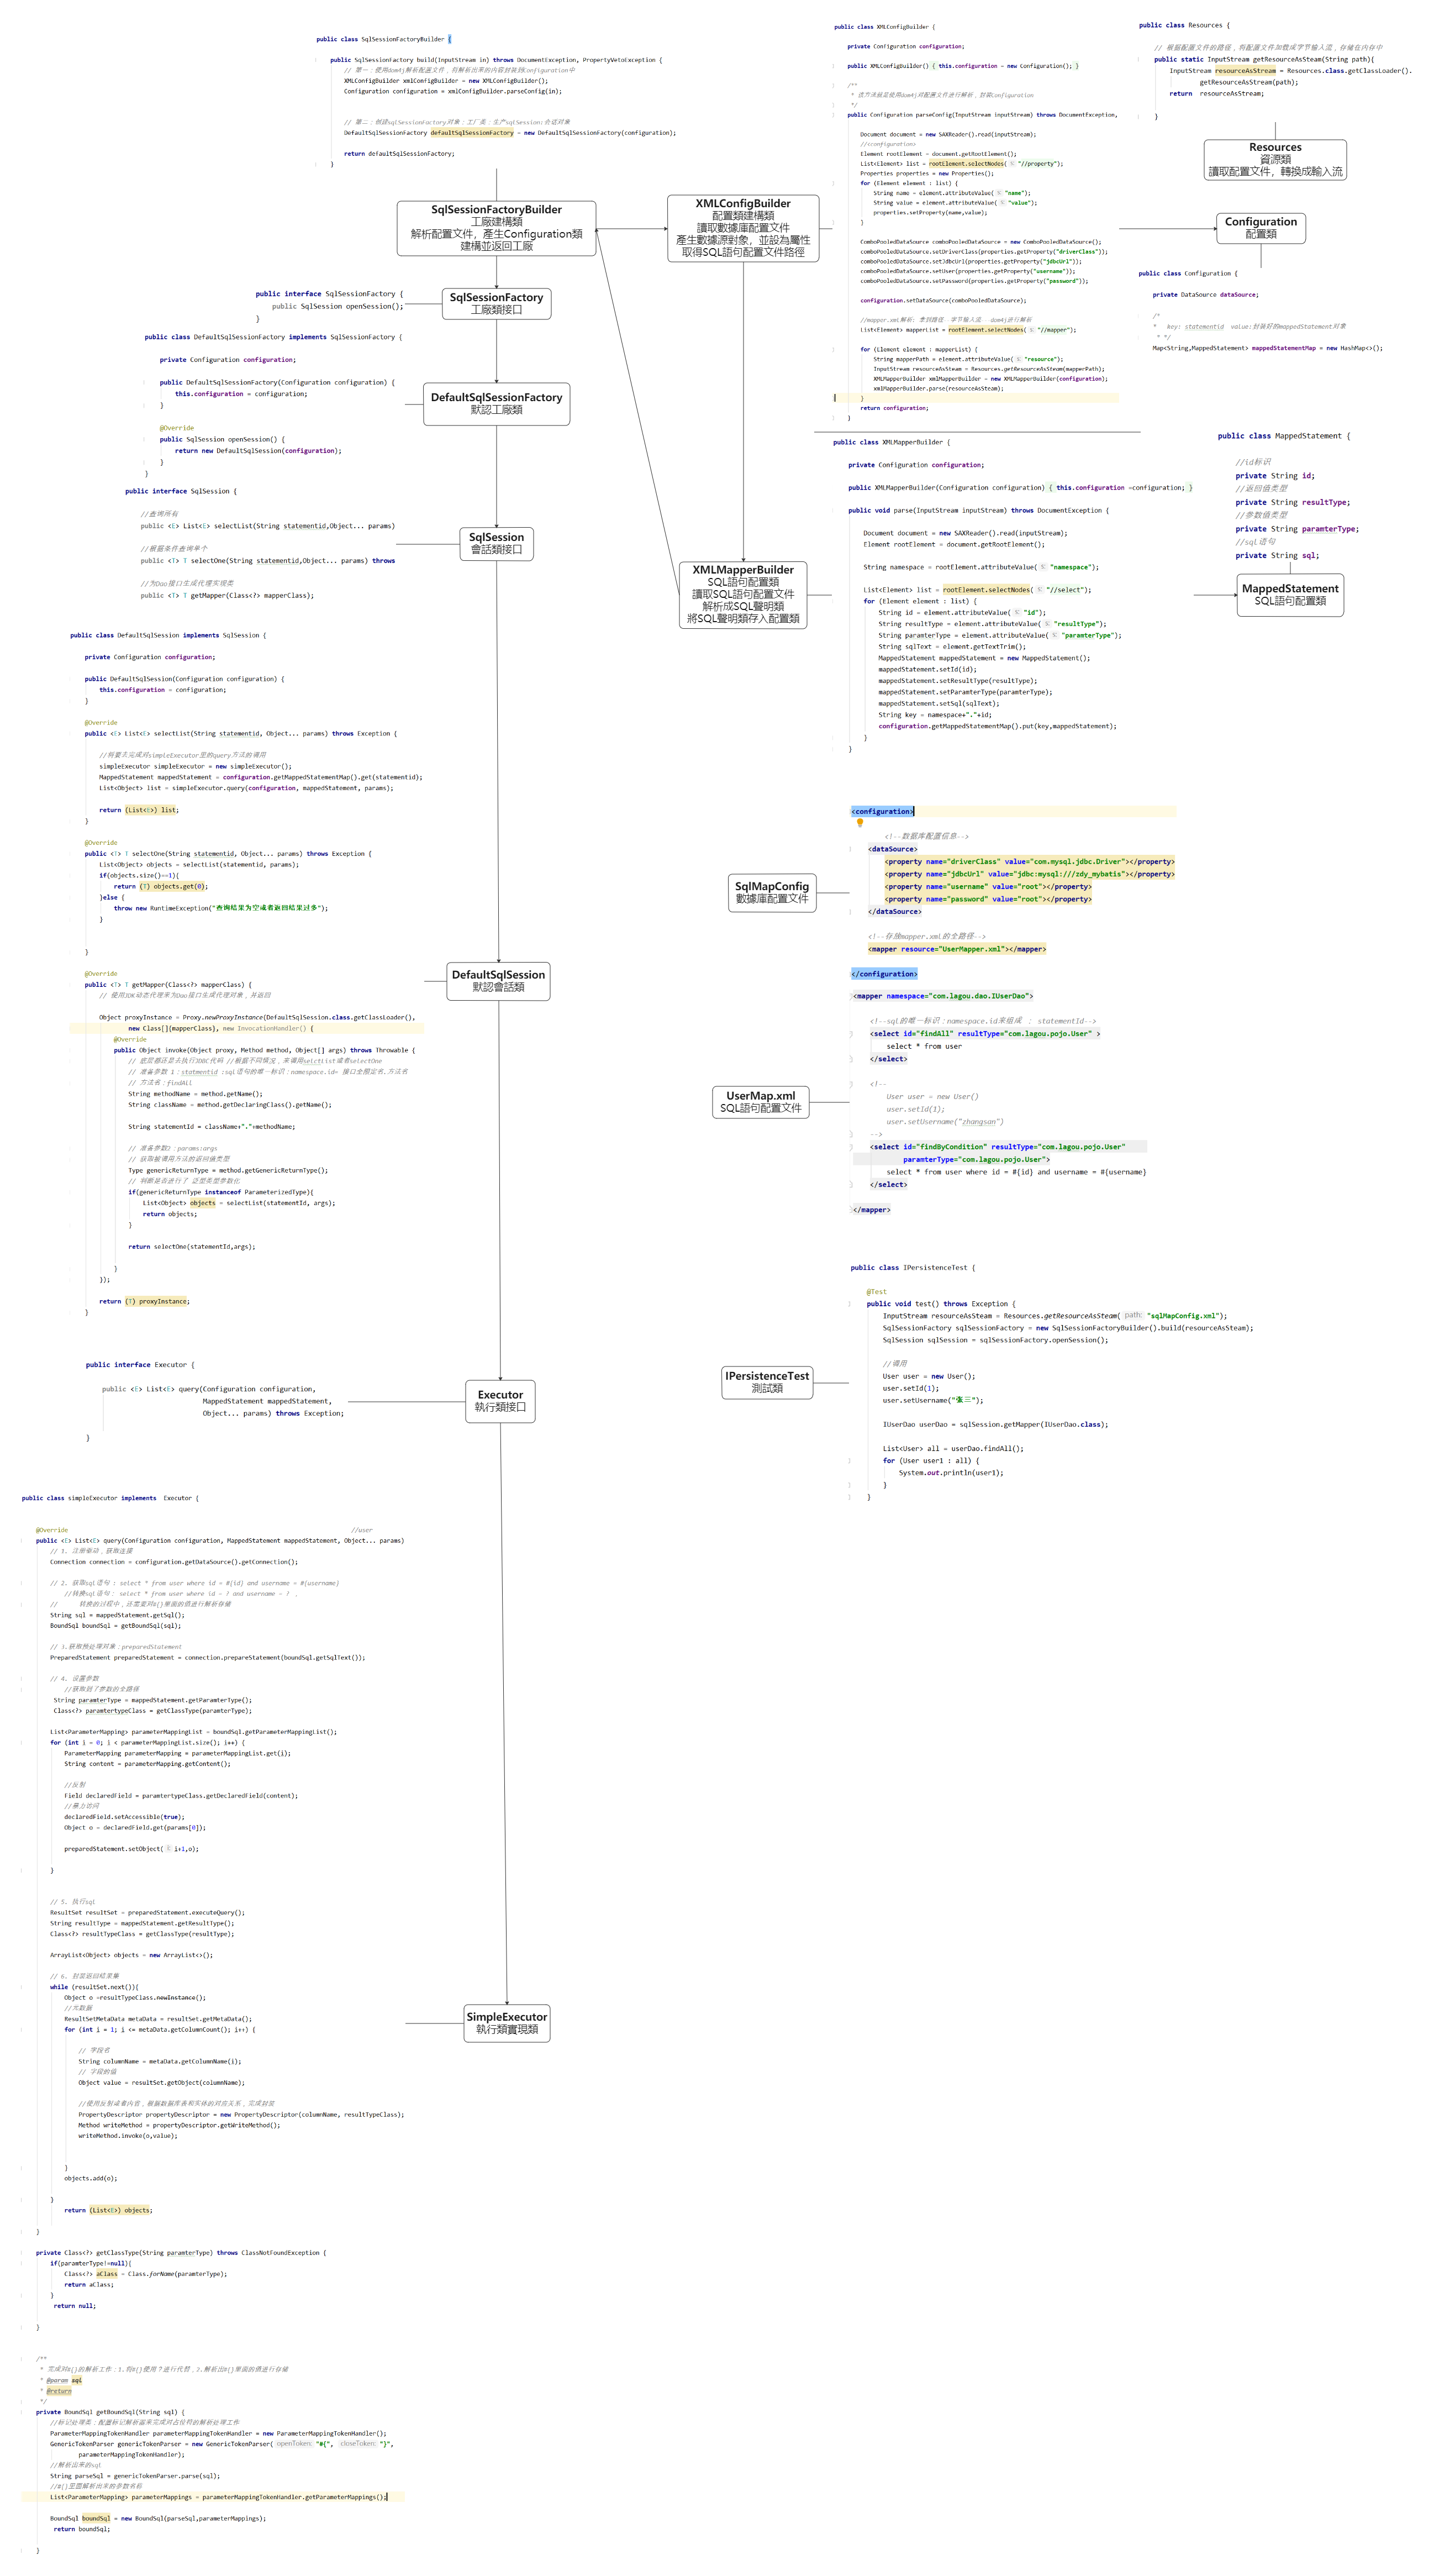 public class SqlSessionFactoryBuilder {
public SqlSessionFactory build(InputStream in) throws DocumentException, PropertyVetoException {
// 第一：使用dom4j解析配置文件，将解析出来的内容封装到Configuration中
XMLConfigBuilder xmlConfigBuilder = new XMLConfigBuilder();
Configuration configuration = xmlConfigBuilder.parseConfig(in);
// 第二：创建sqlSessionFactory对象：工厂类：生产sqlSession:会话对象
DefaultSqlSessionFactory defaultSqlSessionFactory = new DefaultSqlSessionFactory(configuration);
return defaultSqlSessionFactory;
}
SqlSessionFactoryBuilder
工廠建構類
解析配置文件，產生Configuration類
建構並返回工廠
public interface SqlSessionFactory {
public SqlSession openSession();
}
SqlSessionFactory
工廠類接口
public class DefaultSqlSessionFactory implements SqlSessionFactory {
private Configuration configuration;
public DefaultSqlSessionFactory(Configuration configuration) {
this.configuration = configuration;
}
@Override
public SqlSession openSession() {
return new DefaultSqlSession(configuration);
}
}
DefaultSqlSessionFactory
默認工廠類
public interface SqlSession {
//查询所有
public <E> List<E> selectList(String statementid,Object... params)
//根据条件查询单个
public <T> T selectOne(String statementid,Object... params) throws
//为Dao接口生成代理实现类
public <T> T getMapper(Class<?> mapperClass);
SqlSession
會話類接口
public class DefaultSqlSession implements SqlSession {
private Configuration configuration;
public DefaultSqlSession(Configuration configuration) {
this.configuration = configuration;
}
@Override
public <E> List<E> selectList(String statementid, Object... params) throws Exception {
//将要去完成对simpleExecutor里的query方法的调用
simpleExecutor simpleExecutor = new simpleExecutor();
MappedStatement mappedStatement = configuration.getMappedStatementMap().get(statementid);
List<Object> list = simpleExecutor.query(configuration, mappedStatement, params);
return (List<E>) list;
}
@Override
public <T> T selectOne(String statementid, Object... params) throws Exception {
List<Object> objects = selectList(statementid, params);
if(objects.size()==1){
return (T) objects.get(0);
}else {
throw new RuntimeException("查询结果为空或者返回结果过多");
}
}
@Override
public <T> T getMapper(Class<?> mapperClass) {
// 使用JDK动态代理来为Dao接口生成代理对象，并返回
Object proxyInstance = Proxy.newProxyInstance(DefaultSqlSession.class.getClassLoader(),
new Class[]{mapperClass}, new InvocationHandler() {
@Override
public Object invoke(Object proxy, Method method, Object[] args) throws Throwable {
// 底层都还是去执行JDBC代码 //根据不同情况，来调用selctList或者selectOne
// 准备参数 1：statmentid :sql语句的唯一标识：namespace.id= 接口全限定名.方法名
// 方法名：findAll
String methodName = method.getName();
String className = method.getDeclaringClass().getName();
String statementId = className+"."+methodName;
// 准备参数2：params:args
// 获取被调用方法的返回值类型
Type genericReturnType = method.getGenericReturnType();
// 判断是否进行了 泛型类型参数化
if(genericReturnType instanceof ParameterizedType){
List<Object> objects = selectList(statementId, args);
return objects;
}
return selectOne(statementId,args);
}
});
return (T) proxyInstance;
}
DefaultSqlSession
默認會話類
public interface Executor {
public <E> List<E> query(Configuration configuration,
MappedStatement mappedStatement,
Object... params) throws Exception;
}
Executor
執行類接口
public class simpleExecutor implements Executor {
@Override //user
public <E> List<E> query(Configuration configuration, MappedStatement mappedStatement, Object... params)
// 1. 注册驱动，获取连接
Connection connection = configuration.getDataSource().getConnection();
// 2. 获取sql语句 : select * from user where id = #{id} and username = #{username}
//转换sql语句： select * from user where id = ? and username = ? ，
// 转换的过程中，还需要对#{}里面的值进行解析存储
String sql = mappedStatement.getSql();
BoundSql boundSql = getBoundSql(sql);
// 3.获取预处理对象：preparedStatement
PreparedStatement preparedStatement = connection.prepareStatement(boundSql.getSqlText());
// 4. 设置参数
//获取到了参数的全路径
String paramterType = mappedStatement.getParamterType();
Class<?> paramtertypeClass = getClassType(paramterType);
List<ParameterMapping> parameterMappingList = boundSql.getParameterMappingList();
for (int i = 0; i < parameterMappingList.size(); i++) {
ParameterMapping parameterMapping = parameterMappingList.get(i);
String content = parameterMapping.getContent();
//反射
Field declaredField = paramtertypeClass.getDeclaredField(content);
//暴力访问
declaredField.setAccessible(true);
Object o = declaredField.get(params[0]);
preparedStatement.setObject( i+1,o);
}
// 5. 执行sql
ResultSet resultSet = preparedStatement.executeQuery();
String resultType = mappedStatement.getResultType();
Class<?> resultTypeClass = getClassType(resultType);
ArrayList<Object> objects = new ArrayList<>();
// 6. 封装返回结果集
while (resultSet.next()){
Object o =resultTypeClass.newInstance();
//元数据
ResultSetMetaData metaData = resultSet.getMetaData();
for (int i = 1; i <= metaData.getColumnCount(); i++) {
// 字段名
String columnName = metaData.getColumnName(i);
// 字段的值
Object value = resultSet.getObject(columnName);
//使用反射或者内省，根据数据库表和实体的对应关系，完成封装
PropertyDescriptor propertyDescriptor = new PropertyDescriptor(columnName, resultTypeClass);
Method writeMethod = propertyDescriptor.getWriteMethod();
writeMethod.invoke(o,value);
}
objects.add(o);
}
return (List<E>) objects;
}
SimpleExecutor
執行類實現類
private Class<?> getClassType(String paramterType) throws ClassNotFoundException {
if(paramterType!=null){
Class<?> aClass = Class.forName(paramterType);
return aClass;
}
return null;
}
/**
* 完成对#{}的解析工作：1.将#{}使用？进行代替，2.解析出#{}里面的值进行存储
* @param sql
* @return
*/
private BoundSql getBoundSql(String sql) {
//标记处理类：配置标记解析器来完成对占位符的解析处理工作
ParameterMappingTokenHandler parameterMappingTokenHandler = new ParameterMappingTokenHandler();
GenericTokenParser genericTokenParser = new GenericTokenParser( openToken: "#{", closeToken: "}",
parameterMappingTokenHandler);
//解析出来的sql
String parseSql = genericTokenParser.parse(sql);
//#{}里面解析出来的参数名称
List<ParameterMapping> parameterMappings = parameterMappingTokenHandler.getParameterMappings();
BoundSql boundSql = new BoundSql(parseSql,parameterMappings);
return boundSql;
}
public class XMLConfigBuilder {
private Configuration configuration;
public XMLConfigBuilder() { this.configuration = new Configuration(); }
/**
* 该方法就是使用dom4j对配置文件进行解析，封装Configuration
*/
public Configuration parseConfig(InputStream inputStream) throws DocumentException,
Document document = new SAXReader().read(inputStream);
//<configuration>
Element rootElement = document.getRootElement();
List<Element> list = rootElement.selectNodes( "//property");
Properties properties = new Properties();
for (Element element : list) {
String name = element.attributeValue( "name");
String value = element.attributeValue( "value");
properties.setProperty(name,value);
}
ComboPooledDataSource comboPooledDataSource = new ComboPooledDataSource();
comboPooledDataSource.setDriverClass(properties.getProperty("driverClass"));
comboPooledDataSource.setJdbcUrl(properties.getProperty("jdbcUrl"));
comboPooledDataSource.setUser(properties.getProperty("username"));
comboPooledDataSource.setPassword(properties.getProperty("password"));
configuration.setDataSource(comboPooledDataSource);
//mapper.xml解析: 拿到路径--字节输入流---dom4j进行解析
List<Element> mapperList = rootElement.selectNodes( "//mapper");
for (Element element : mapperList) {
String mapperPath = element.attributeValue( "resource");
InputStream resourceAsSteam = Resources.getResourceAsSteam(mapperPath);
XMLMapperBuilder xmlMapperBuilder = new XMLMapperBuilder(configuration);
xmlMapperBuilder.parse(resourceAsSteam);
}
return configuration;
}
XMLConfigBuilder
配置類建構類
讀取數據庫配置文件
產生數據源對象，並設為屬性
取得SQL語句配置文件路徑
public class Resources {
// 根据配置文件的路径，将配置文件加载成字节输入流，存储在内存中
public static InputStream getResourceAsSteam(String path){
InputStream resourceAsStream = Resources.class.getClassLoader().
getResourceAsStream(path);
return resourceAsStream;
}
Resources
資源類
讀取配置文件，轉換成輸入流
Configuration
配置類
public class Configuration {
private DataSource dataSource;
/*
* key: statementid value:封装好的mappedStatement对象
* */
Map<String,MappedStatement> mappedStatementMap = new HashMap<>();
public class XMLMapperBuilder {
private Configuration configuration;
public XMLMapperBuilder(Configuration configuration) { this.configuration =configuration; }
public void parse(InputStream inputStream) throws DocumentException {
Document document = new SAXReader().read(inputStream);
Element rootElement = document.getRootElement();
String namespace = rootElement.attributeValue( "namespace");
List<Element> list = rootElement.selectNodes( "//select");
for (Element element : list) {
String id = element.attributeValue( "id");
String resultType = element.attributeValue( "resultType");
String paramterType = element.attributeValue( "paramterType");
String sqlText = element.getTextTrim();
MappedStatement mappedStatement = new MappedStatement();
mappedStatement.setId(id);
mappedStatement.setResultType(resultType);
mappedStatement.setParamterType(paramterType);
mappedStatement.setSql(sqlText);
String key = namespace+"."+id;
configuration.getMappedStatementMap().put(key,mappedStatement);
}
}
XMLMapperBuilder
SQL語句配置類
讀取SQL語句配置文件
解析成SQL聲明類
將SQL聲明類存入配置類
public class MappedStatement {
//id标识
private String id;
//返回值类型
private String resultType;
//参数值类型
private String paramterType;
//sql语句
private String sql;
MappedStatement
SQL語句配置類
<configuration>
<!--数据库配置信息-->
<dataSource>
<property name="driverClass" value="com.mysql.jdbc.Driver"></property>
<property name="jdbcUrl" value="jdbc:mysql:///zdy_mybatis"></property>
<property name="username" value="root"></property>
<property name="password" value="root"></property>
</dataSource>
<!--存放mapper.xml的全路径-->
<mapper resource="UserMapper.xml"></mapper>
</configuration>
SqlMapConfig
數據庫配置文件
<mapper namespace="com.lagou.dao.IUserDao">
<!--sql的唯一标识：namespace.id来组成 ： statementId-->
<select id="findAll" resultType="com.lagou.pojo.User" >
select * from user
</select>
<!--
User user = new User()
user.setId(1);
user.setUsername("zhangsan")
-->
<select id="findByCondition" resultType="com.lagou.pojo.User"
paramterType="com.lagou.pojo.User">
select * from user where id = #{id} and username = #{username}
</select>
</mapper>
UserMap.xml
SQL語句配置文件
public class IPersistenceTest {
@Test
public void test() throws Exception {
InputStream resourceAsSteam = Resources.getResourceAsSteam( path: "sqlMapConfig.xml");
SqlSessionFactory sqlSessionFactory = new SqlSessionFactoryBuilder().build(resourceAsSteam);
SqlSession sqlSession = sqlSessionFactory.openSession();
//调用
User user = new User();
user.setId(1);
user.setUsername("张三");
IUserDao userDao = sqlSession.getMapper(IUserDao.class);
List<User> all = userDao.findAll();
for (User user1 : all) {
System.out.println(user1);
}
}
IPersistenceTest
測試類